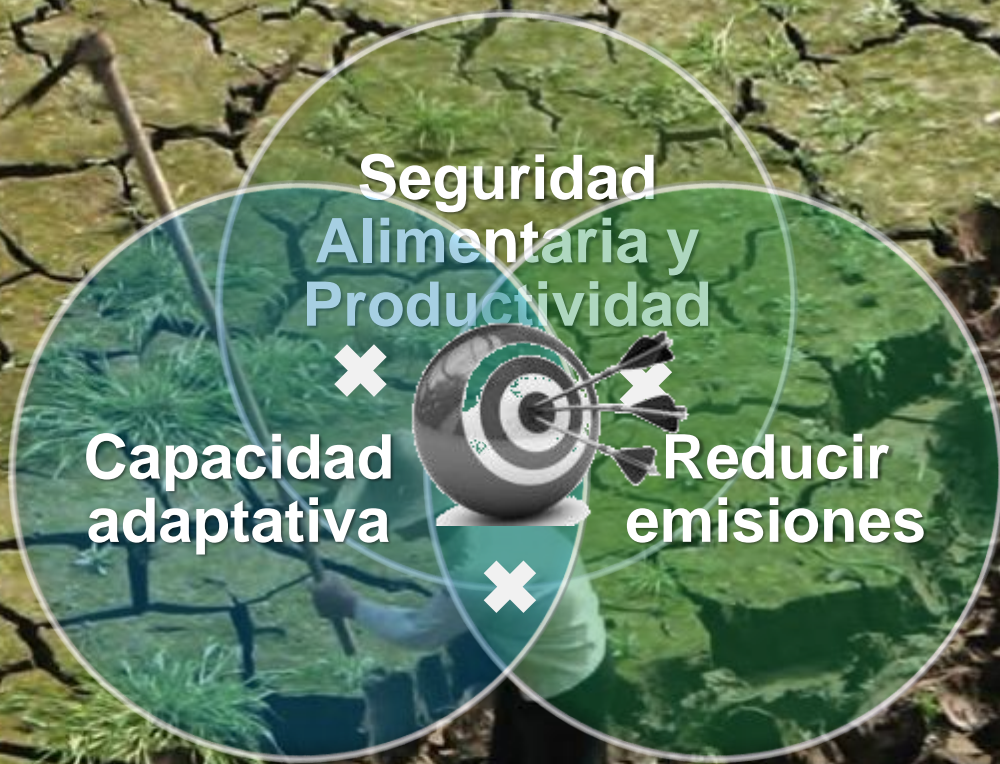 Seguridad
Alimentaria y
Productividad
Capacidad
adaptativa
Reducir
emisiones